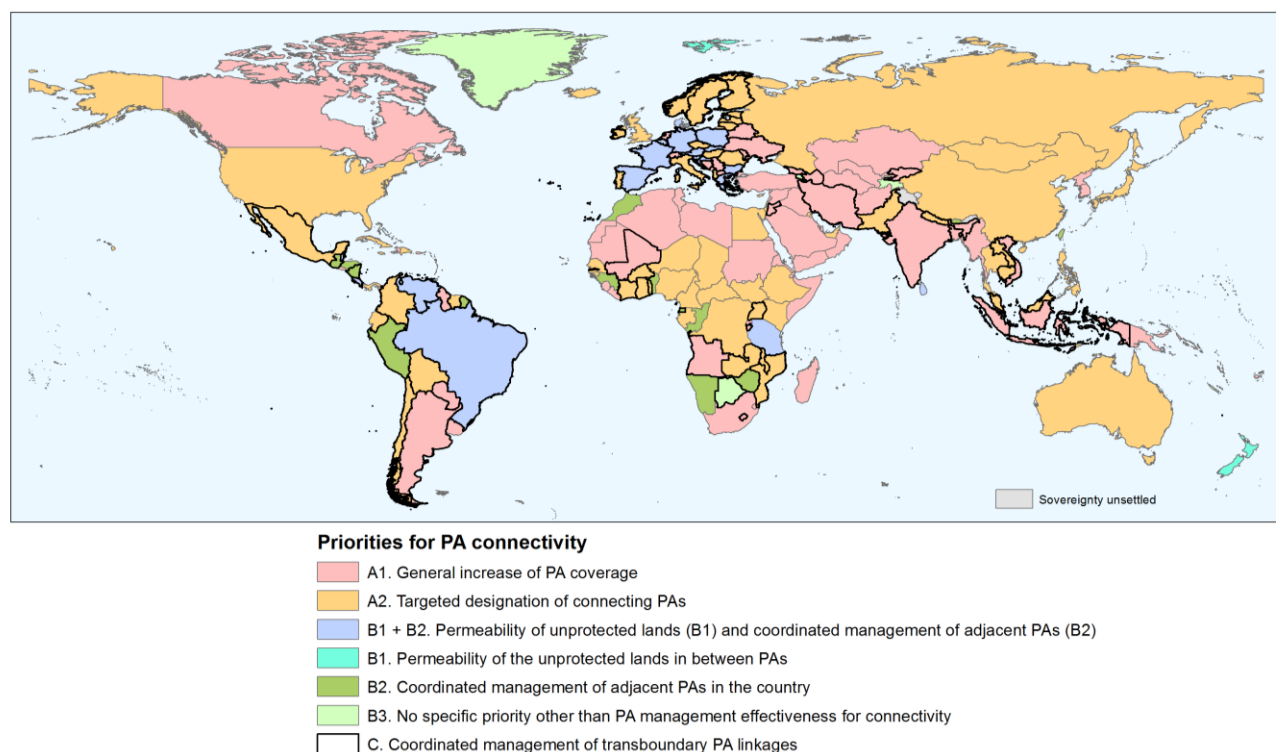 Sovereignty unsettled
Priorities for PA connectivity
A1. General increase of PA coverage
A2. Targeted designation of connecting PAs
B1 + B2. Permeability of unprotected lands (B1) and coordinated management of adjacent PAs (B2)
B1. Permeability of the unprotected lands in between PAs
B2. Coordinated management of adjacent PAs in the country
B3. No specific priority other than PA management effectiveness for connectivity
C. Coordinated management of transboundary PA linkages